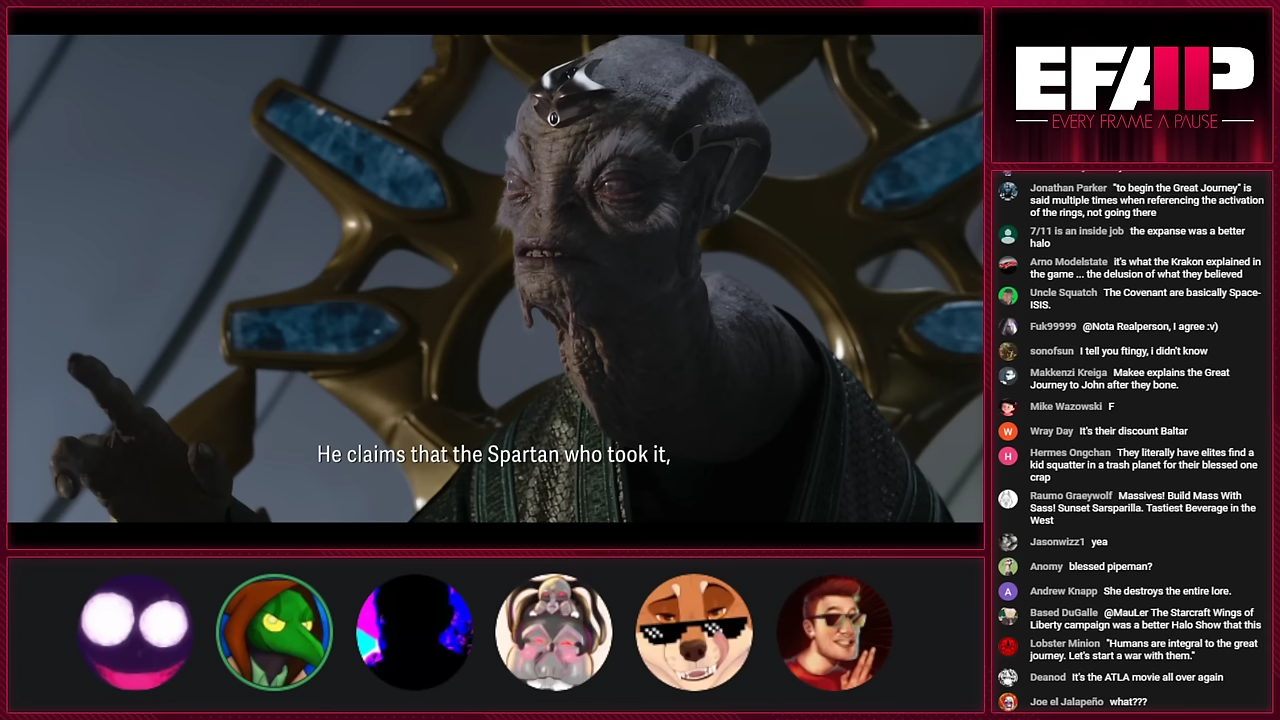 He claims that the Spartan who took it,
EFAP
EVERY FRAME A PAUSE
Jonathan Parker "to begin the Great Journey" is
said multiple times when referencing the activation
of the rings, not going there
7/11 is an inside job the expanse was a better
halo
Arno Modelstate it's what the Krakon explained in
the game ... the delusion of what they believed
Uncle Squatch The Covenant are basically Space-
ISIS.
Fuk99999 @Nota Realperson, I agree :v)
sonofsun I tell you ftingy, i didn't know
Makkenzi Kreiga Makee explains the Great
Journey to John after they bone.
Mike Wazowski F
W
Wray Day It's their discount Baltar
H
Hermes Ongchan They literally have elites find a
kid squatter in a trash planet for their blessed one
crap
Raumo Graeywolf Massives! Build Mass With
Sass! Sunset Sarsparilla. Tastiest Beverage in the
West
Jasonwizz1 yea
Anomy blessed pipeman?
A
Andrew Knapp She destroys the entire lore.
Based DuGalle @MauLer The Starcraft Wings of
Liberty campaign was a better Halo Show that this
Lobster Minion "Humans are integral to the great
journey. Let's start a war with them."
Deanod It's the ATLA movie all over again
Joe el Jalapeño what???